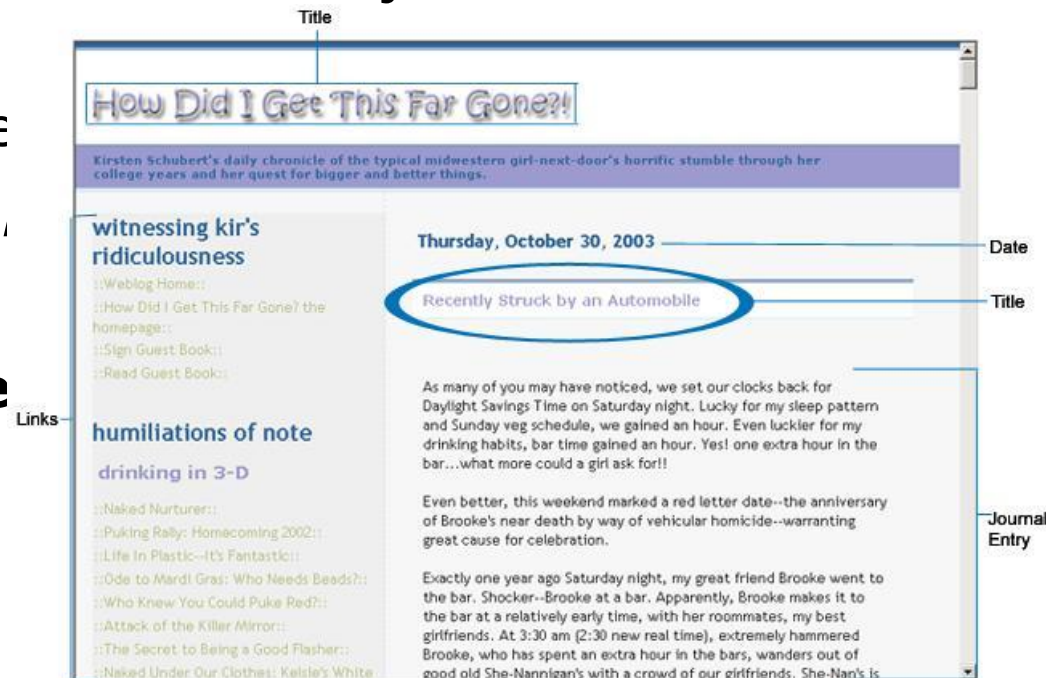 Title
How Did I Get This Far Gone?!
Kirsten Schubert's daily chronicle of the typical midwestern girl-next-door's horrific stumble through her
college years and her quest for bigger and better things.
Links
witnessing kir's
ridiculousness
::Weblog Home::
::How Did I Get This Far Gone? the
homepage::
::Sign Guest Book::
::Read Guest Book::
humiliations of note
drinking in 3-D
::Naked Nurturer::
::Puking Rally: Homecoming 2002::
::Life In Plastic--It's Fantastic::
::Ode to Mardi Gras: Who Needs Beads?::
::Who Knew You Could Puke Red?::
::Attack of the Killer Mirror::
::The Secret to Being a Good Flasher::
::Naked Under Our Clothes: Kelsie's White
Thursday, October 30, 2003
Date
Recently Struck by an Automobile
Title
As many of you may have noticed, we set our clocks back for
Daylight Savings Time on Saturday night. Lucky for my sleep pattern
and Sunday veg schedule, we gained an hour. Even luckier for my
drinking habits, bar time gained an hour. Yes! one extra hour in the
bar...what more could a girl ask for!!
Even better, this weekend marked a red letter date--the anniversary
of Brooke's near death by way of vehicular homicide--warranting
great cause for celebration.
Exactly one year ago Saturday night, my great friend Brooke went to
the bar. Shocker--Brooke at a bar. Apparently, Brooke makes it to
the bar at a relatively early time, with her roommates, my best
girlfriends. At 3:30 am (2:30 new real time), extremely hammered
Brooke, who has spent an extra hour in the bars, wanders out of
good old She-Nannigan's with a crowd of our girlfriends. She-Nan's is
Journal
Entry